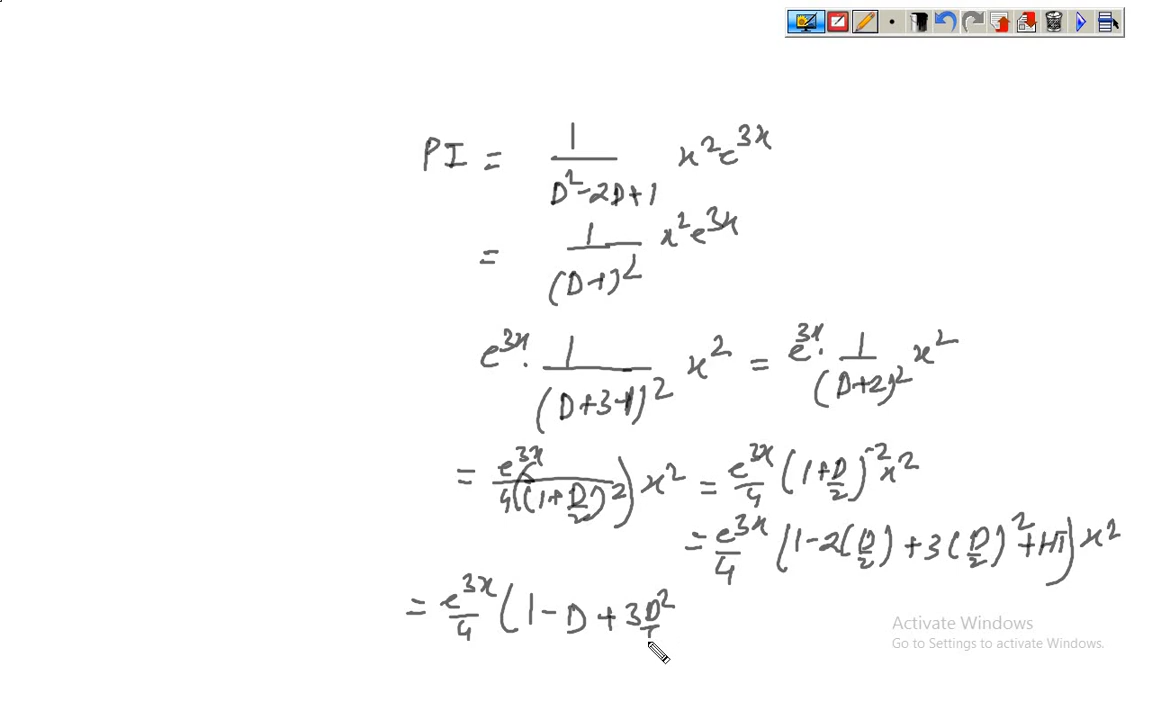 PI = 1/(D²-2D+1) x²e^3x
= 1/(D-1)² x²e^3x
e^3x · 1/(D+3-1)² x² = e^3x · 1/(D+2)² x²
= e^3x/(4((1+D/2)²)) x² = e^3x/4 (1+D/2)^-2 x²
= e^3x/4 (1-2(D/2)+3(D/2)²+HT) x²
= e^3x/4 (1-D+3D²/
Activate Windows
Go to Settings to activate Windows.